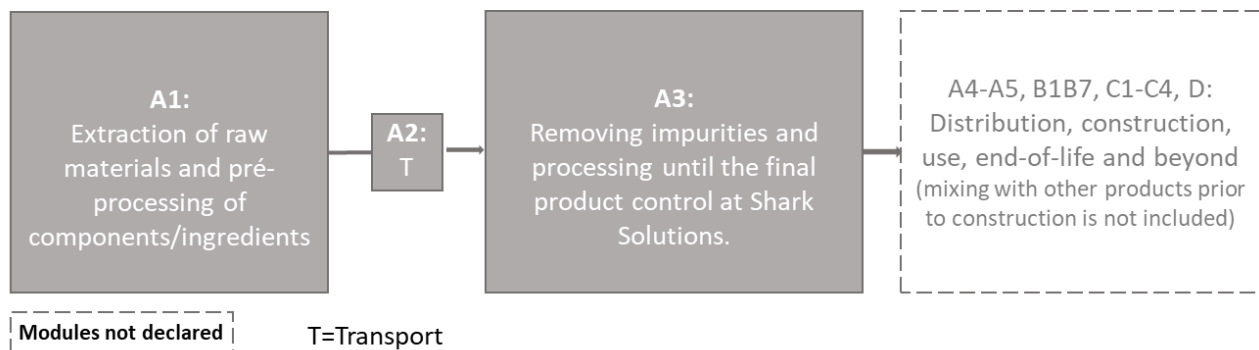 A1:
Extraction of raw
materials and pré-
processing of
components/ingredients
A2:
T
A3:
Removing impurities and
processing until the final
product control at Shark
Solutions.
A4-A5, B1B7, C1-C4, D:
Distribution, construction,
use, end-of-life and beyond
(mixing with other products prior
to construction is not included)
Modules not declared
T=Transport